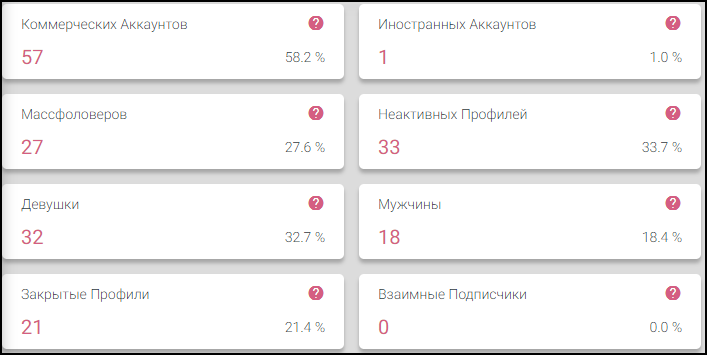 Коммерческих Аккаунтов ?
57 58.2 %
Иностранных Аккаунтов ?
1 1.0 %
Массфоловеров ?
27 27.6 %
Неактивных Профилей ?
33 33.7 %
Девушки ?
32 32.7 %
Мужчины ?
18 18.4 %
Закрытые Профили ?
21 21.4 %
Взаимные Подписчики ?
0 0.0 %